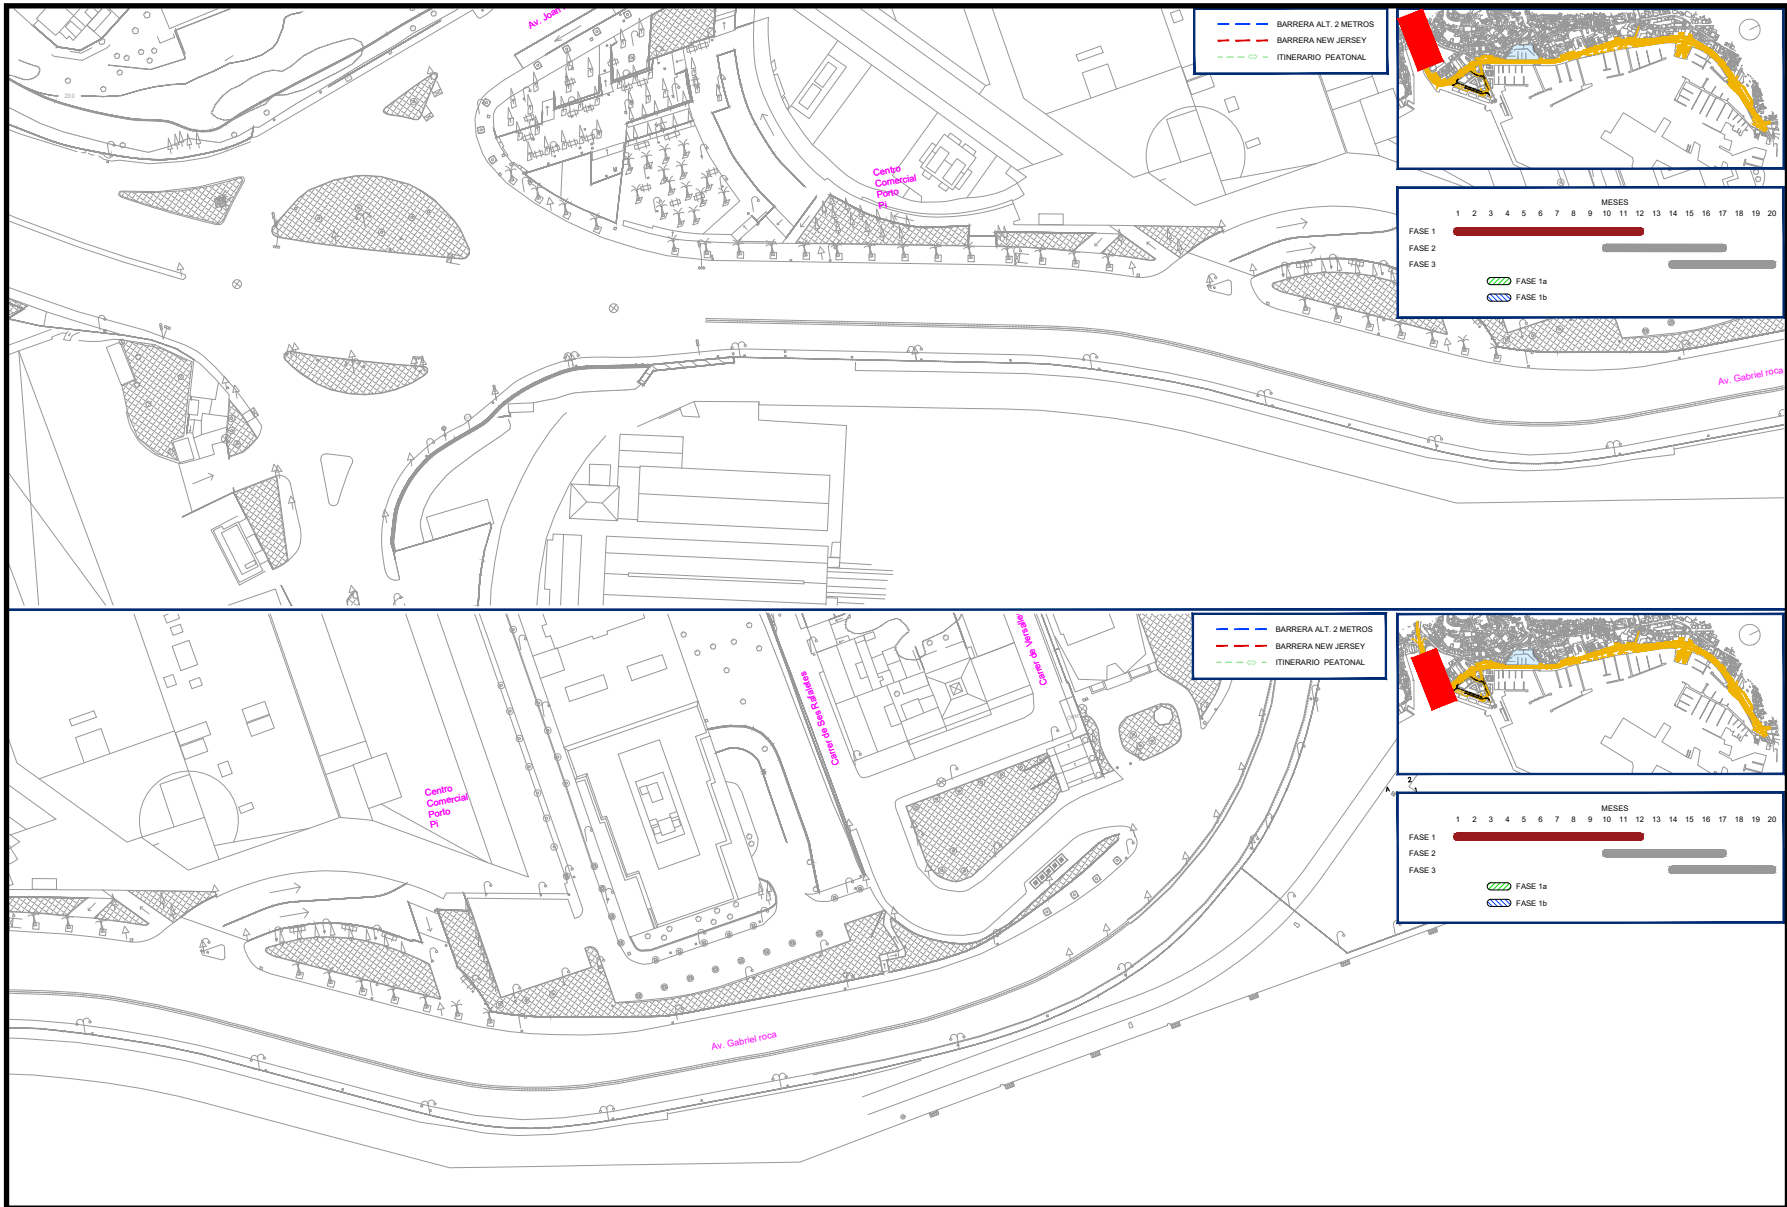 Av. Joan
BARRERA ALT. 2 METROS
BARRERA NEW JERSEY
ITINERARIO PEATONAL
200
Centro
Comercial
Porto
Pi
MESES
1 2 3 4 5 6 7 8 9 10 11 12 13 14 15 16 17 18 19 20
FASE 1
FASE 2
FASE 3
FASE 1a
FASE 1b
Av. Gabriel roca
BARRERA ALT. 2 METROS
BARRERA NEW JERSEY
ITINERARIO PEATONAL
Carrer de Ses Rafaletes
Carrer de Versalles
Centro
Comercial
Porto
Pi
MESES
1 2 3 4 5 6 7 8 9 10 11 12 13 14 15 16 17 18 19 20
FASE 1
FASE 2
FASE 3
FASE 1a
FASE 1b
Av. Gabriel roca